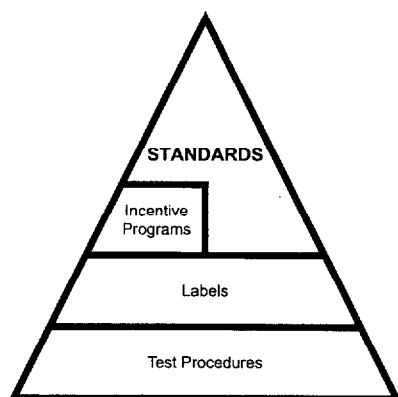 STANDARDS
Incentive
Programs
Labels
Test Procedures